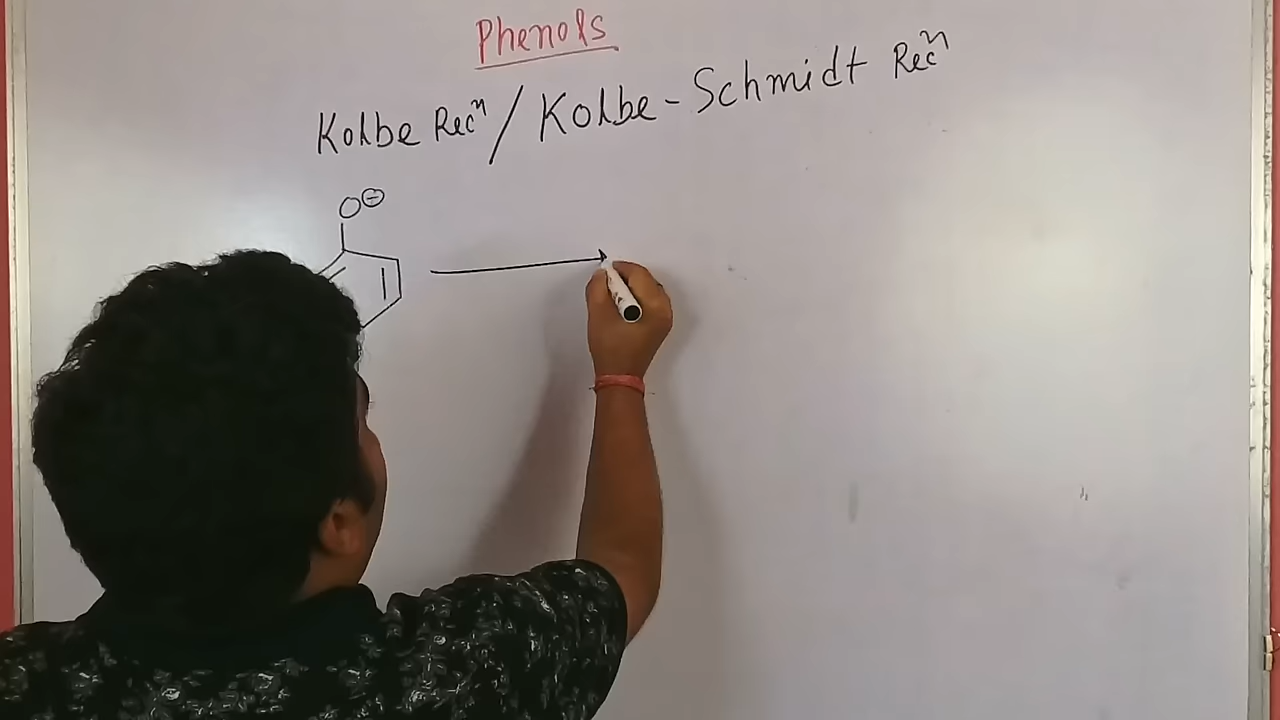 Phenols
Kolbe Recⁿ / Kolbe-Schmidt Recⁿ
O⊖